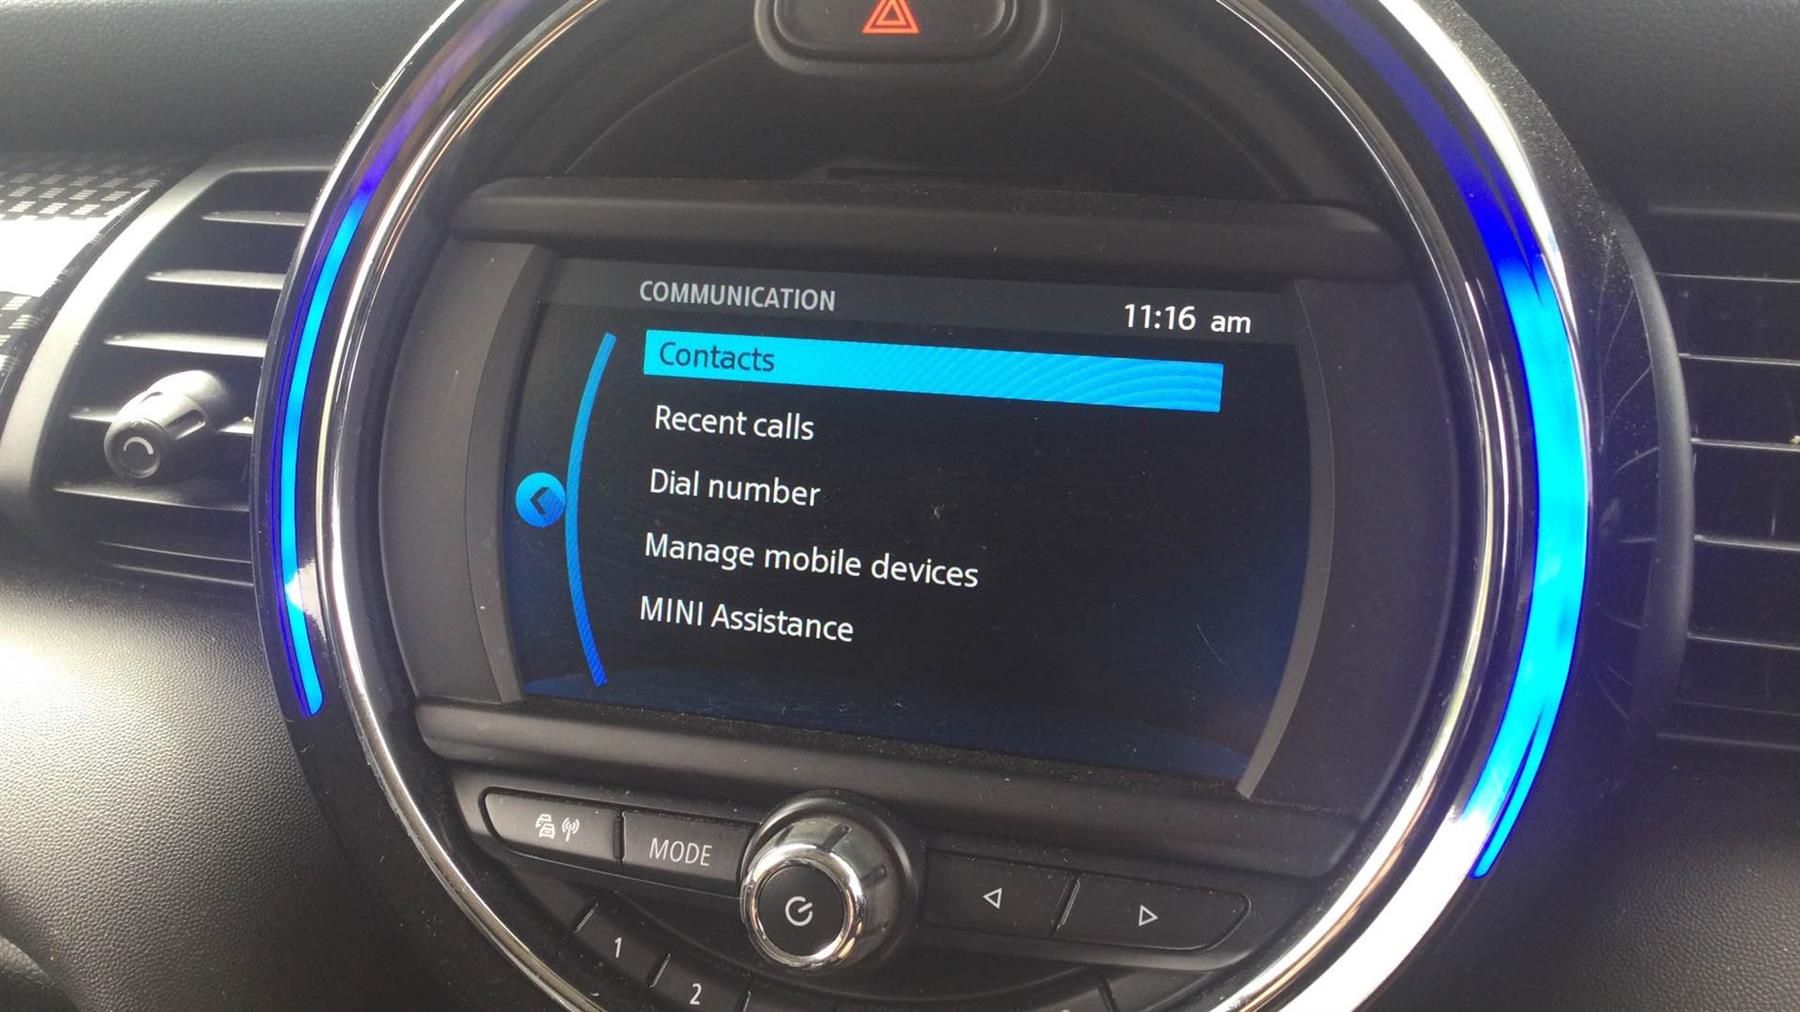 COMMUNICATION
11:16 am
Contacts
Recent calls
Dial number
Manage mobile devices
MINI Assistance
MODE
1
2